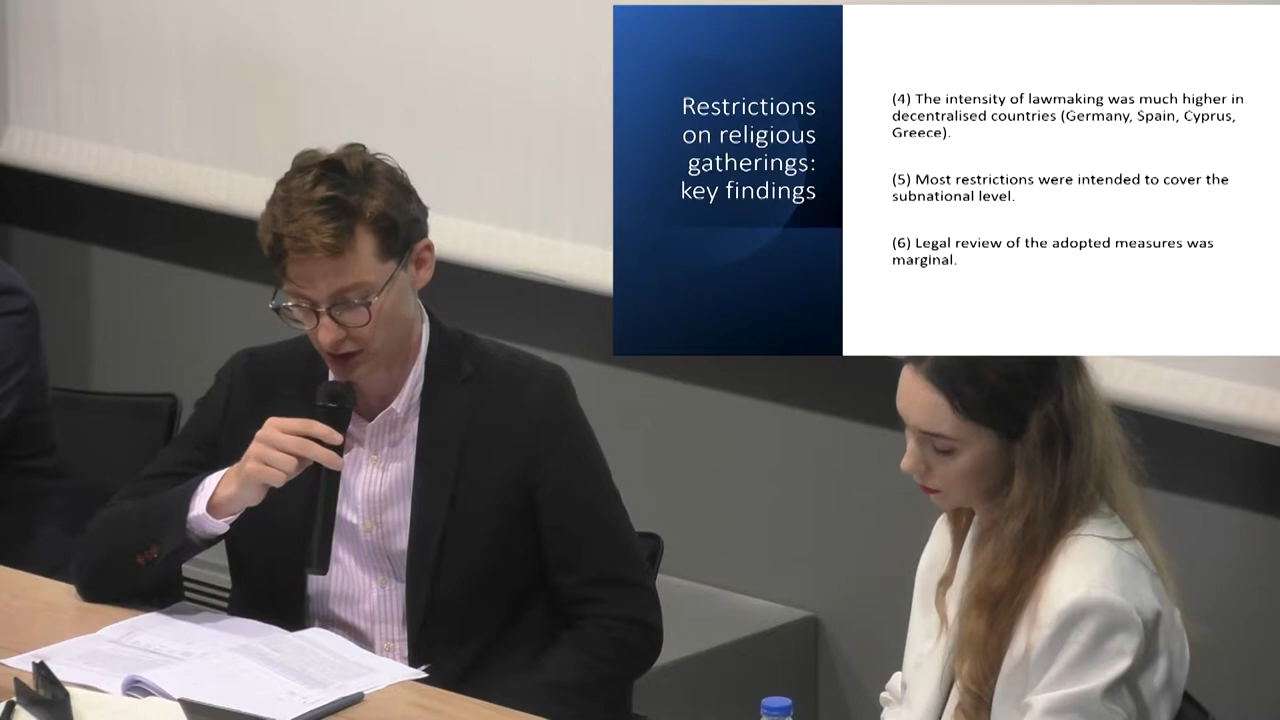 Restrictions
on religious
gatherings:
key findings
(4) The intensity of lawmaking was much higher in
decentralised countries (Germany, Spain, Cyprus,
Greece).
(5) Most restrictions were intended to cover the
subnational level.
(6) Legal review of the adopted measures was
marginal.